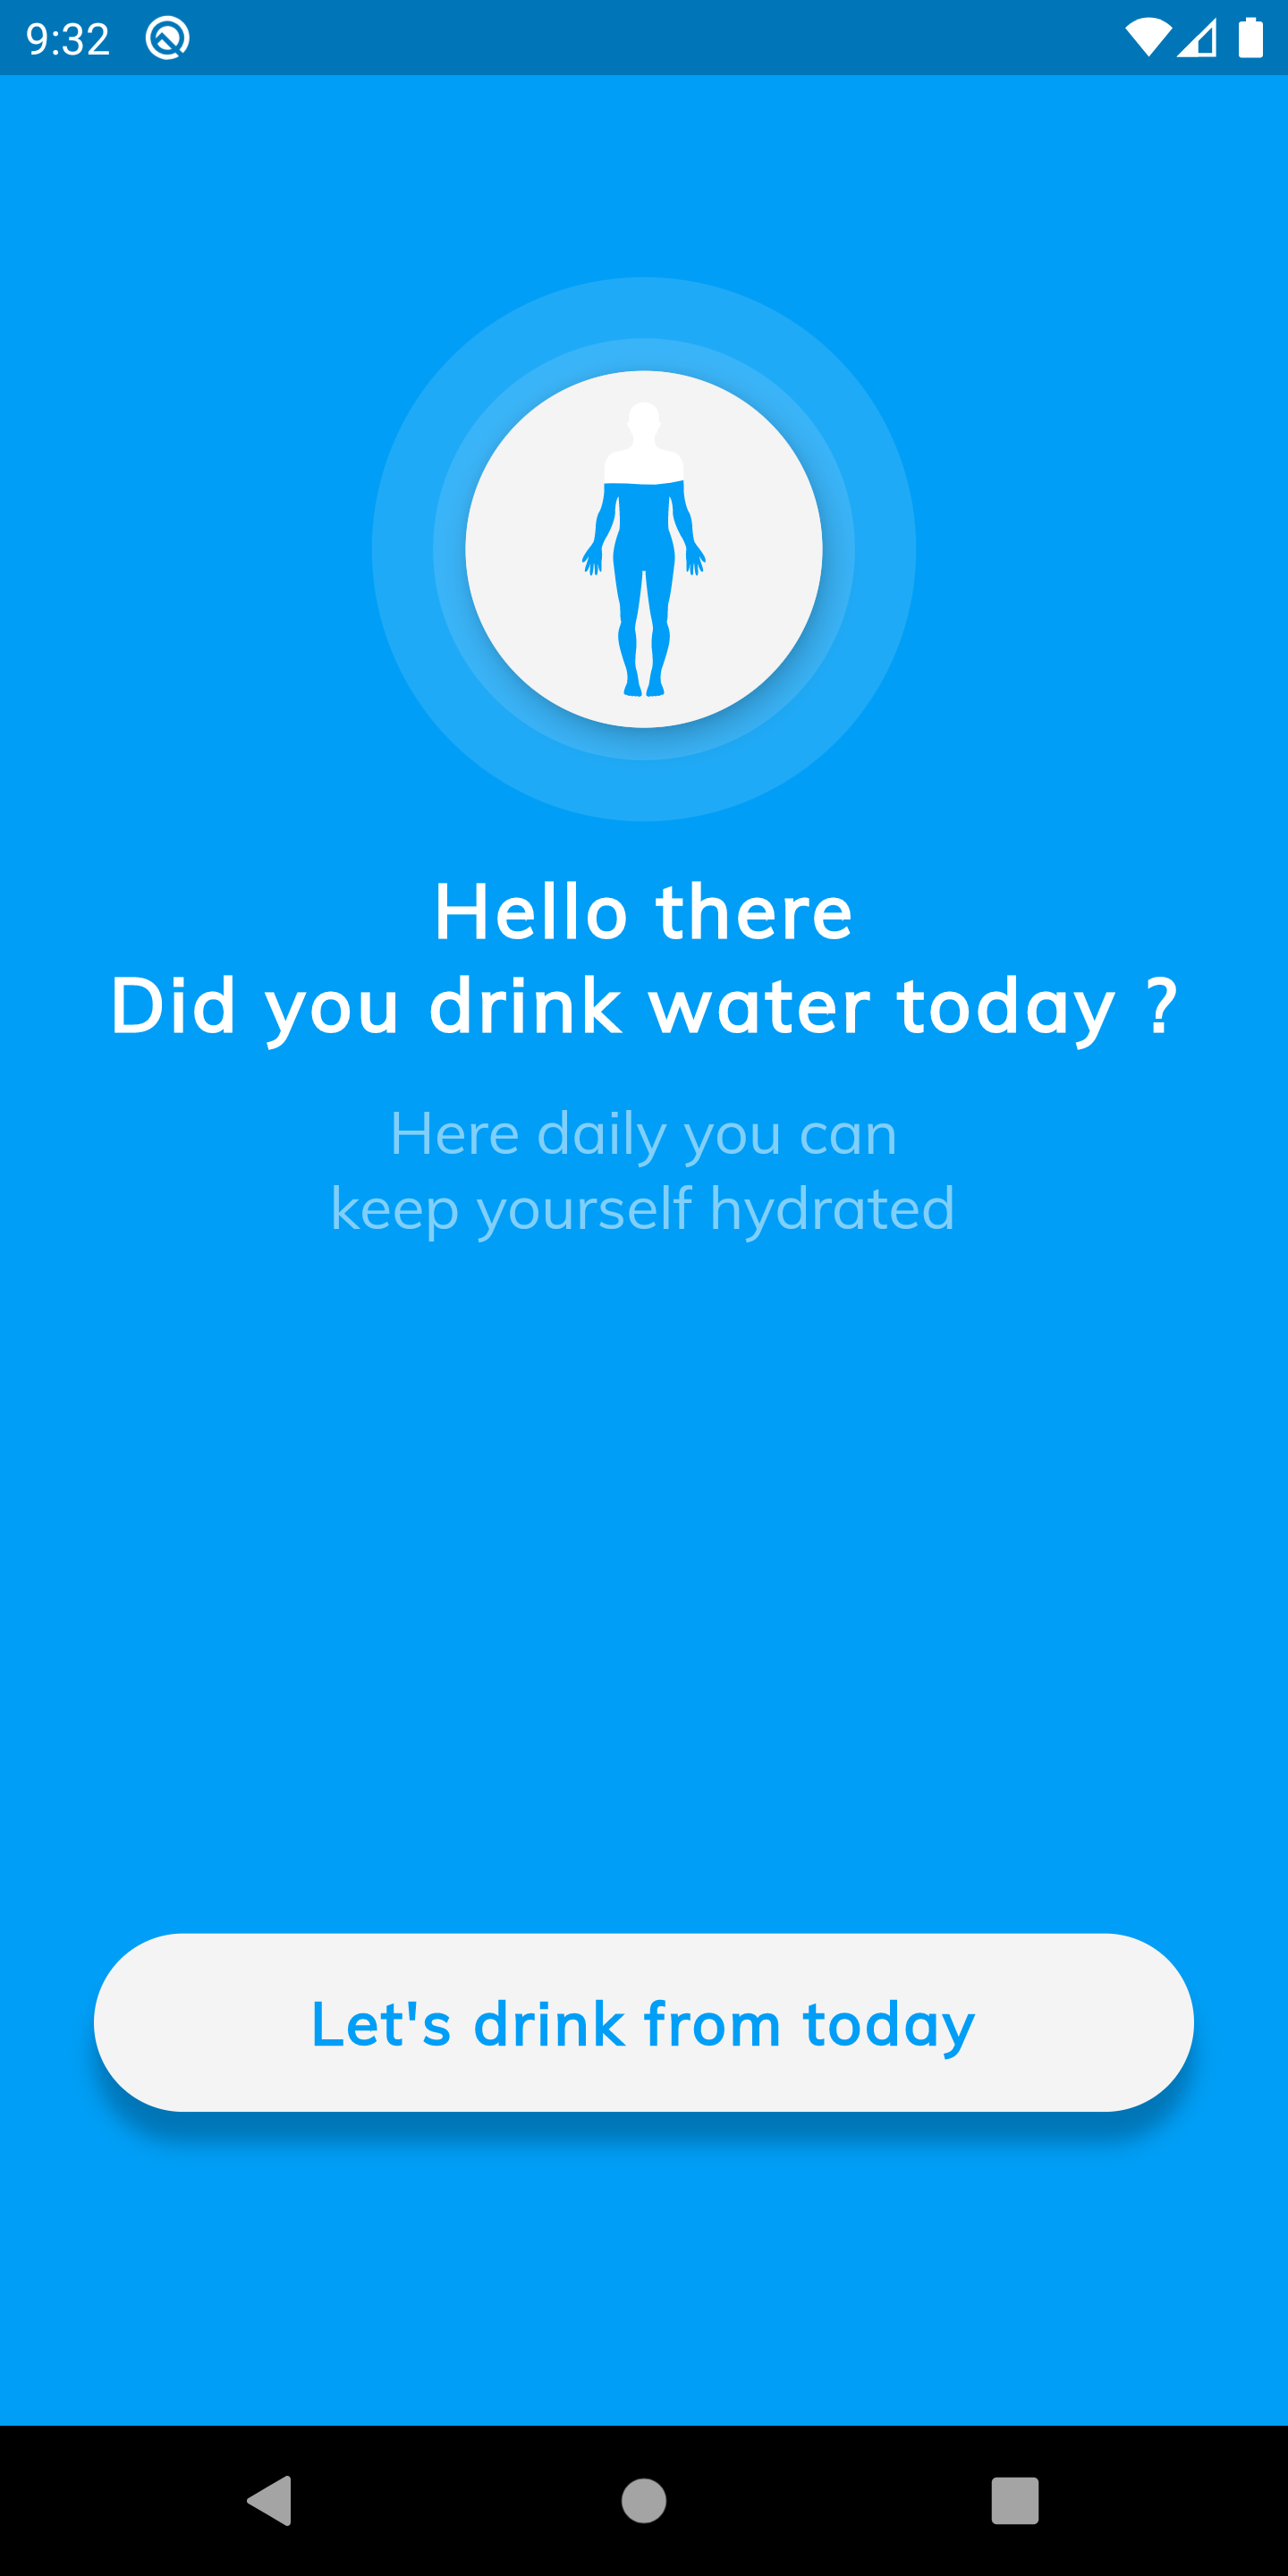 9:32
Hello there
Did you drink water today ?
Here daily you can
keep yourself hydrated
Let's drink from today